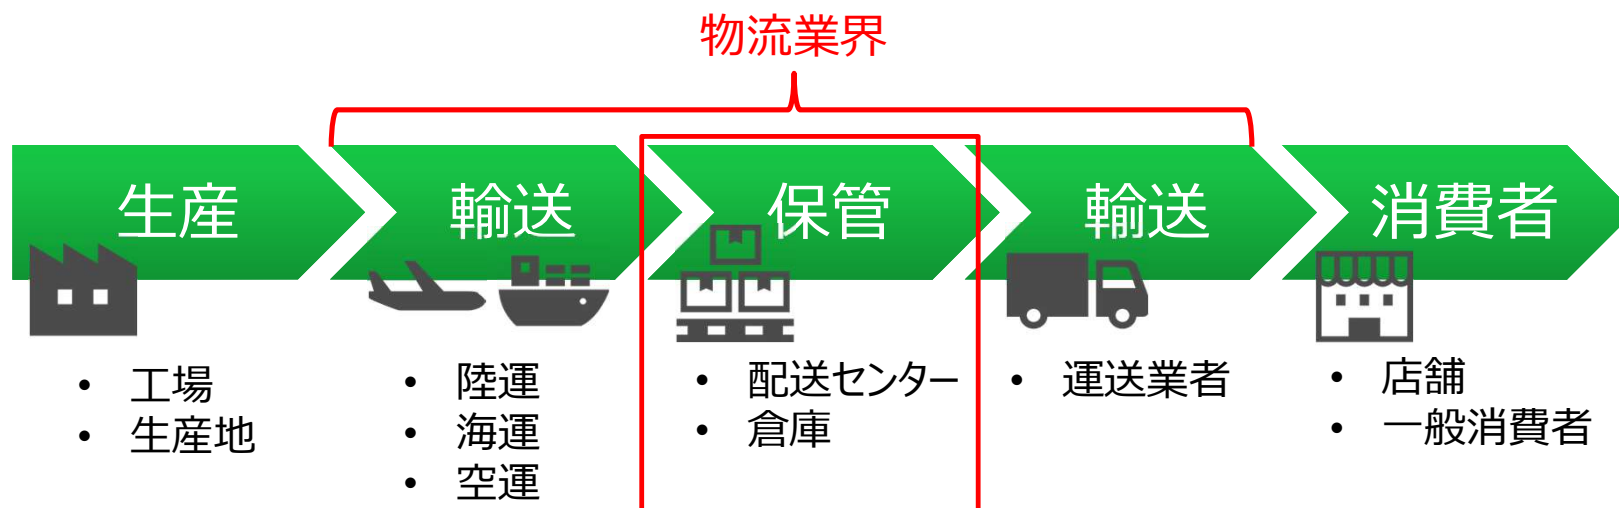 物流業界
生産
輸送
保管
輸送
消費者
• 工場
• 生産地
• 陸運
• 海運
• 空運
• 配送センター
• 倉庫
• 運送業者
• 店舗
• 一般消費者